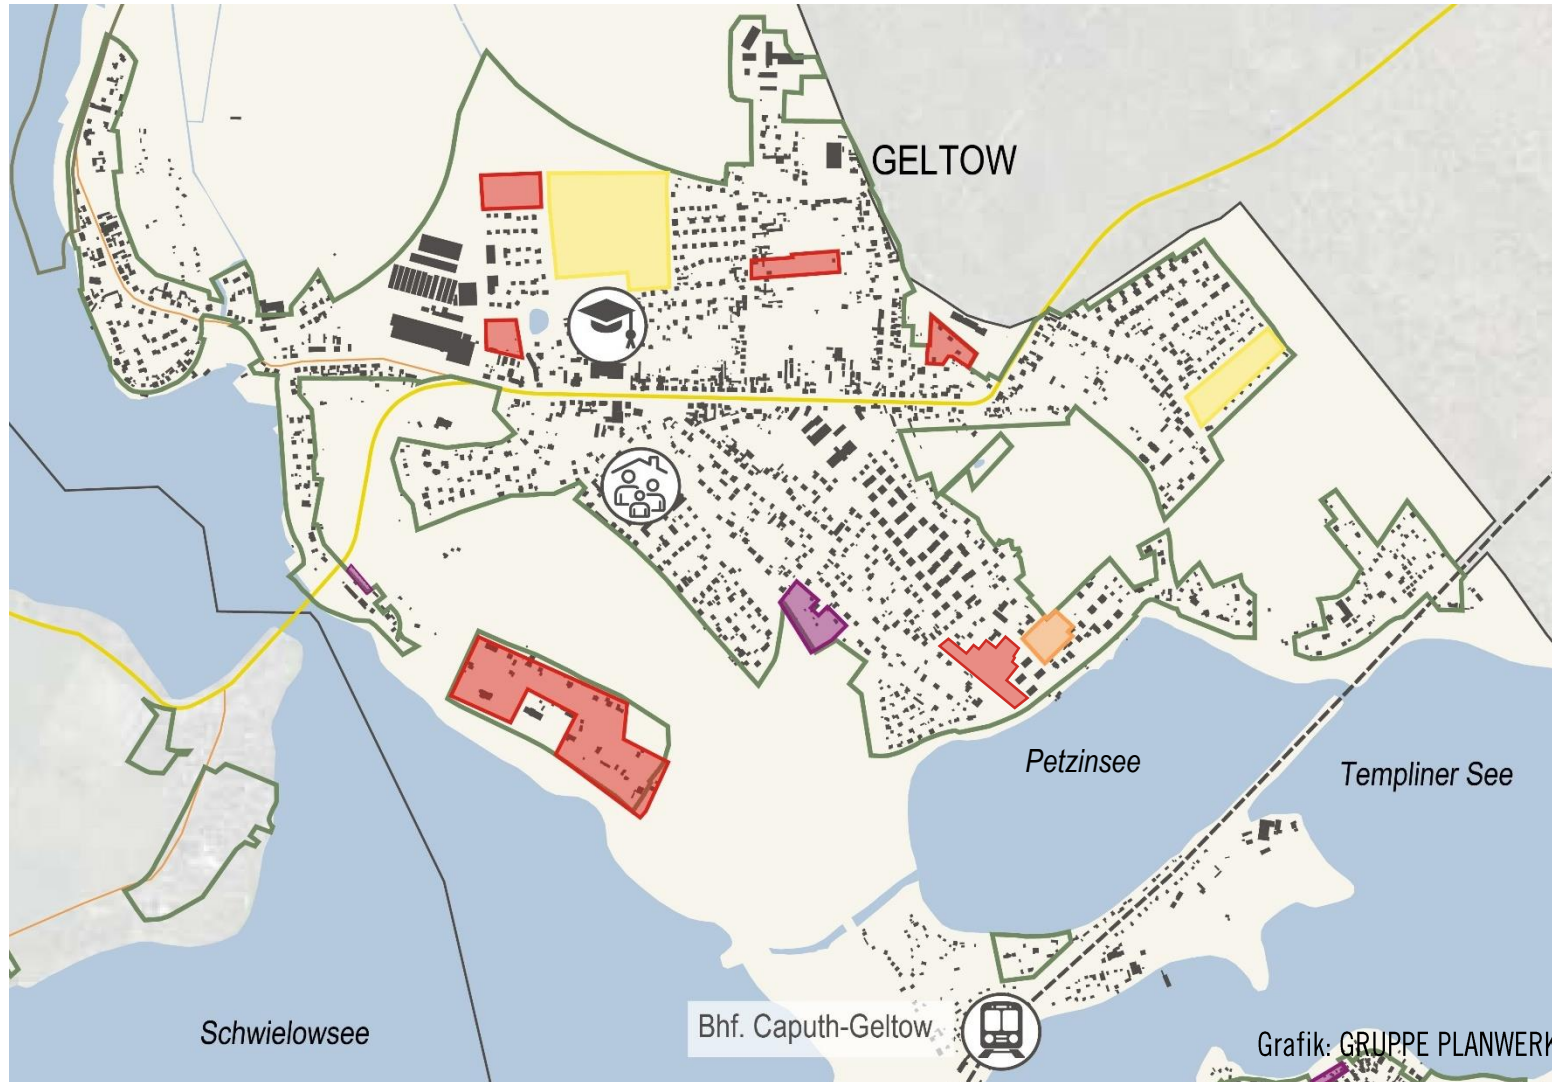 GELTOW
Petzinsee
Templiner See
Schwielowsee
Bhf. Caputh-Geltow
Grafik: GRUPPE PLANWERK